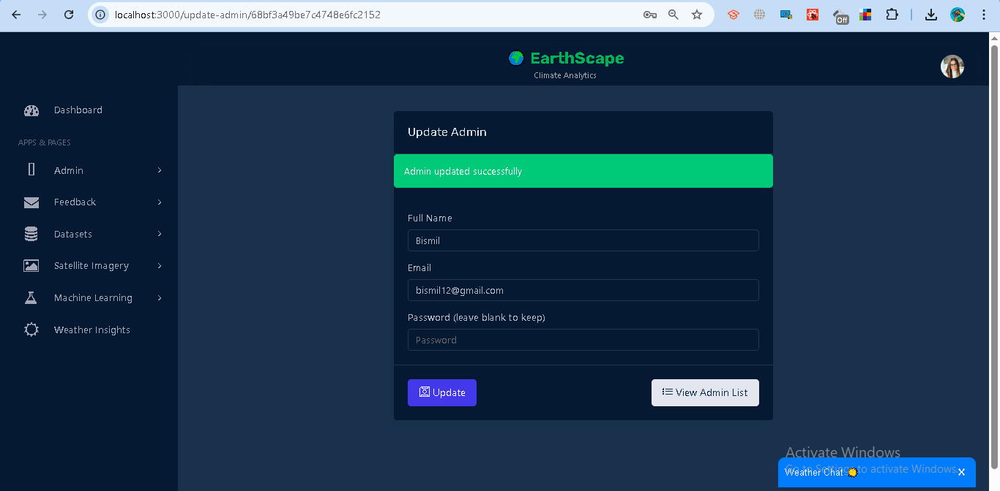 localhost:3000/update-admin/68bf3a49be7c4748e6fc2152
Off
EarthScape
Climate Analytics
Dashboard
APPS & PAGES
Admin
Feedback
Datasets
Satellite Imagery
Machine Learning
Weather Insights
Update Admin
Admin updated successfully
Full Name
Bismil
Email
bismil12@gmail.com
Password (leave blank to keep)
Password
Update
View Admin List
Activate Windows
Go to Settings to activate Windows.
Weather Chat